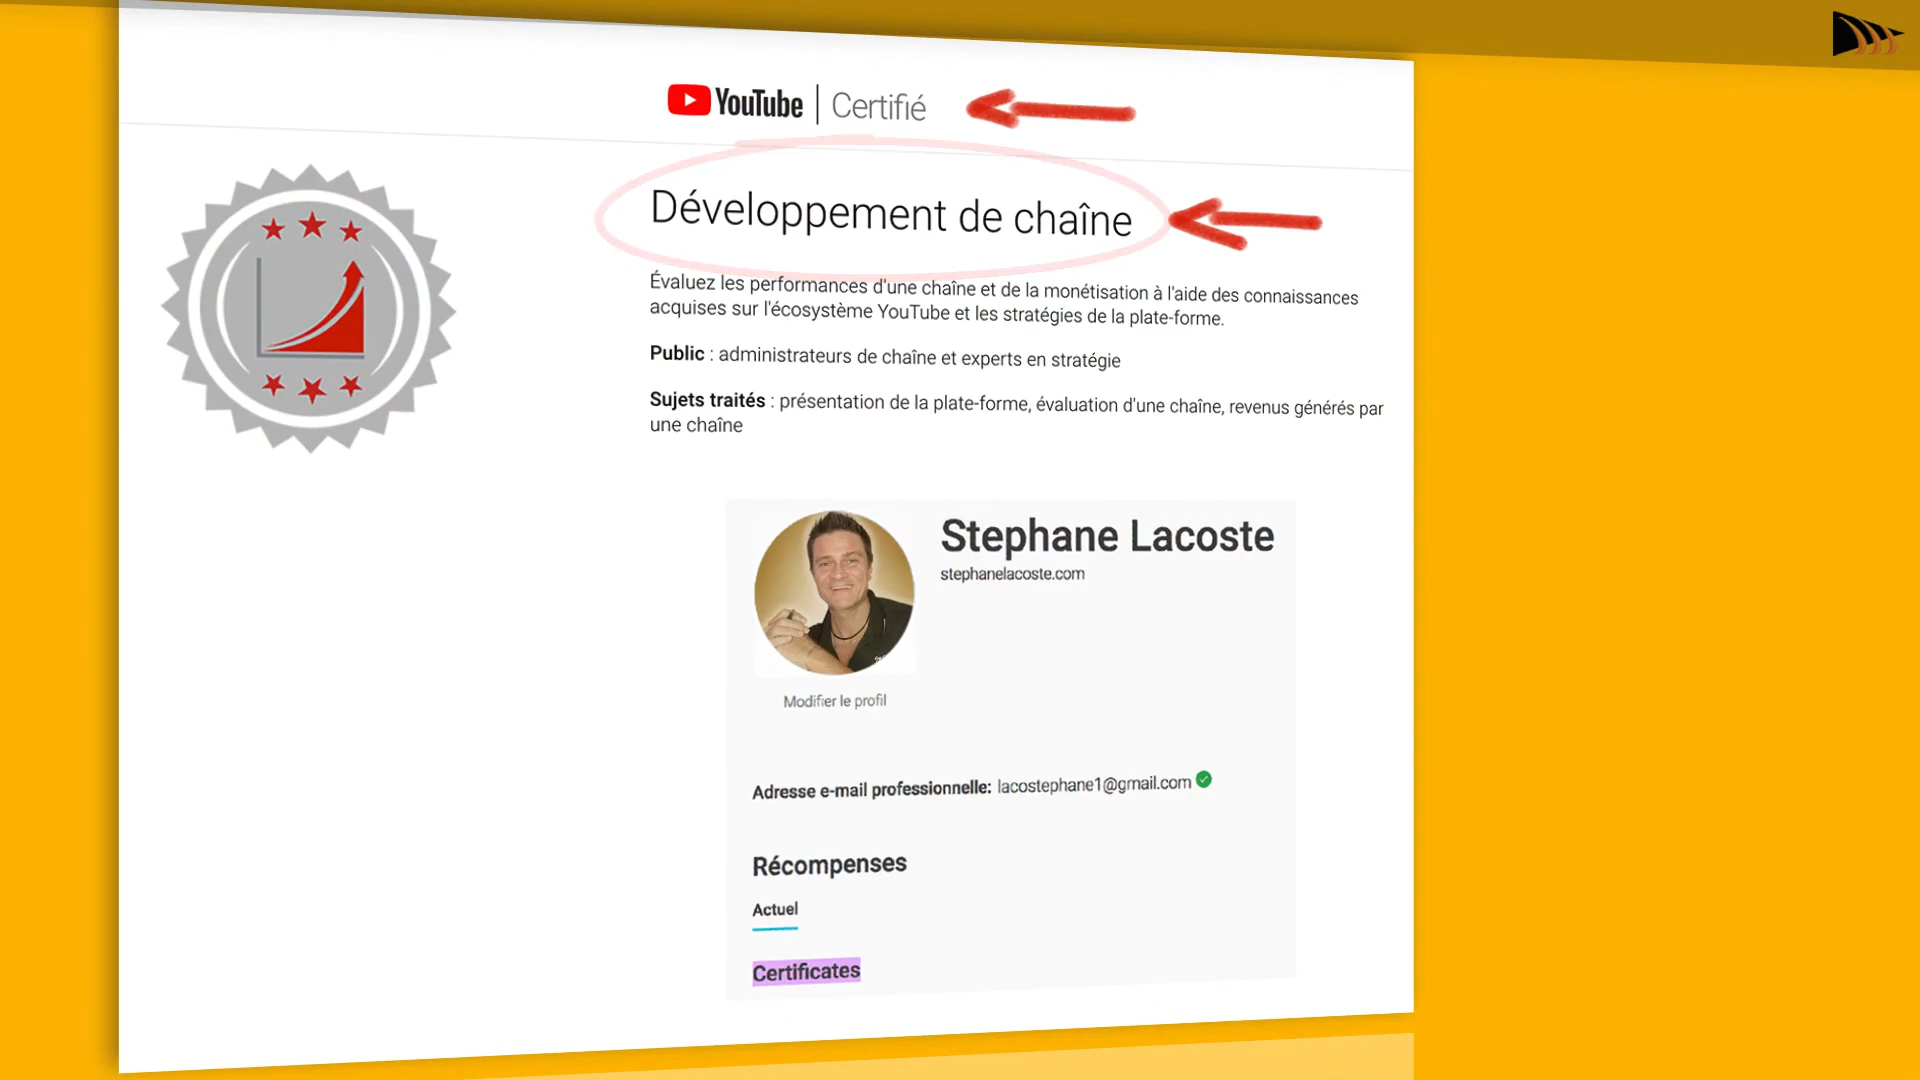 YouTube | Certifié
Développement de chaîne
Évaluez les performances d'une chaîne et de la monétisation à l'aide des connaissances
acquises sur l'écosystème YouTube et les stratégies de la plate-forme.
Public : administrateurs de chaîne et experts en stratégie
Sujets traités : présentation de la plate-forme, évaluation d'une chaîne, revenus générés par
une chaîne
Stephane Lacoste
stephanelacoste.com
Modifier le profil
Adresse e-mail professionnelle: lacostephane1@gmail.com
Récompenses
Actuel
Certificates